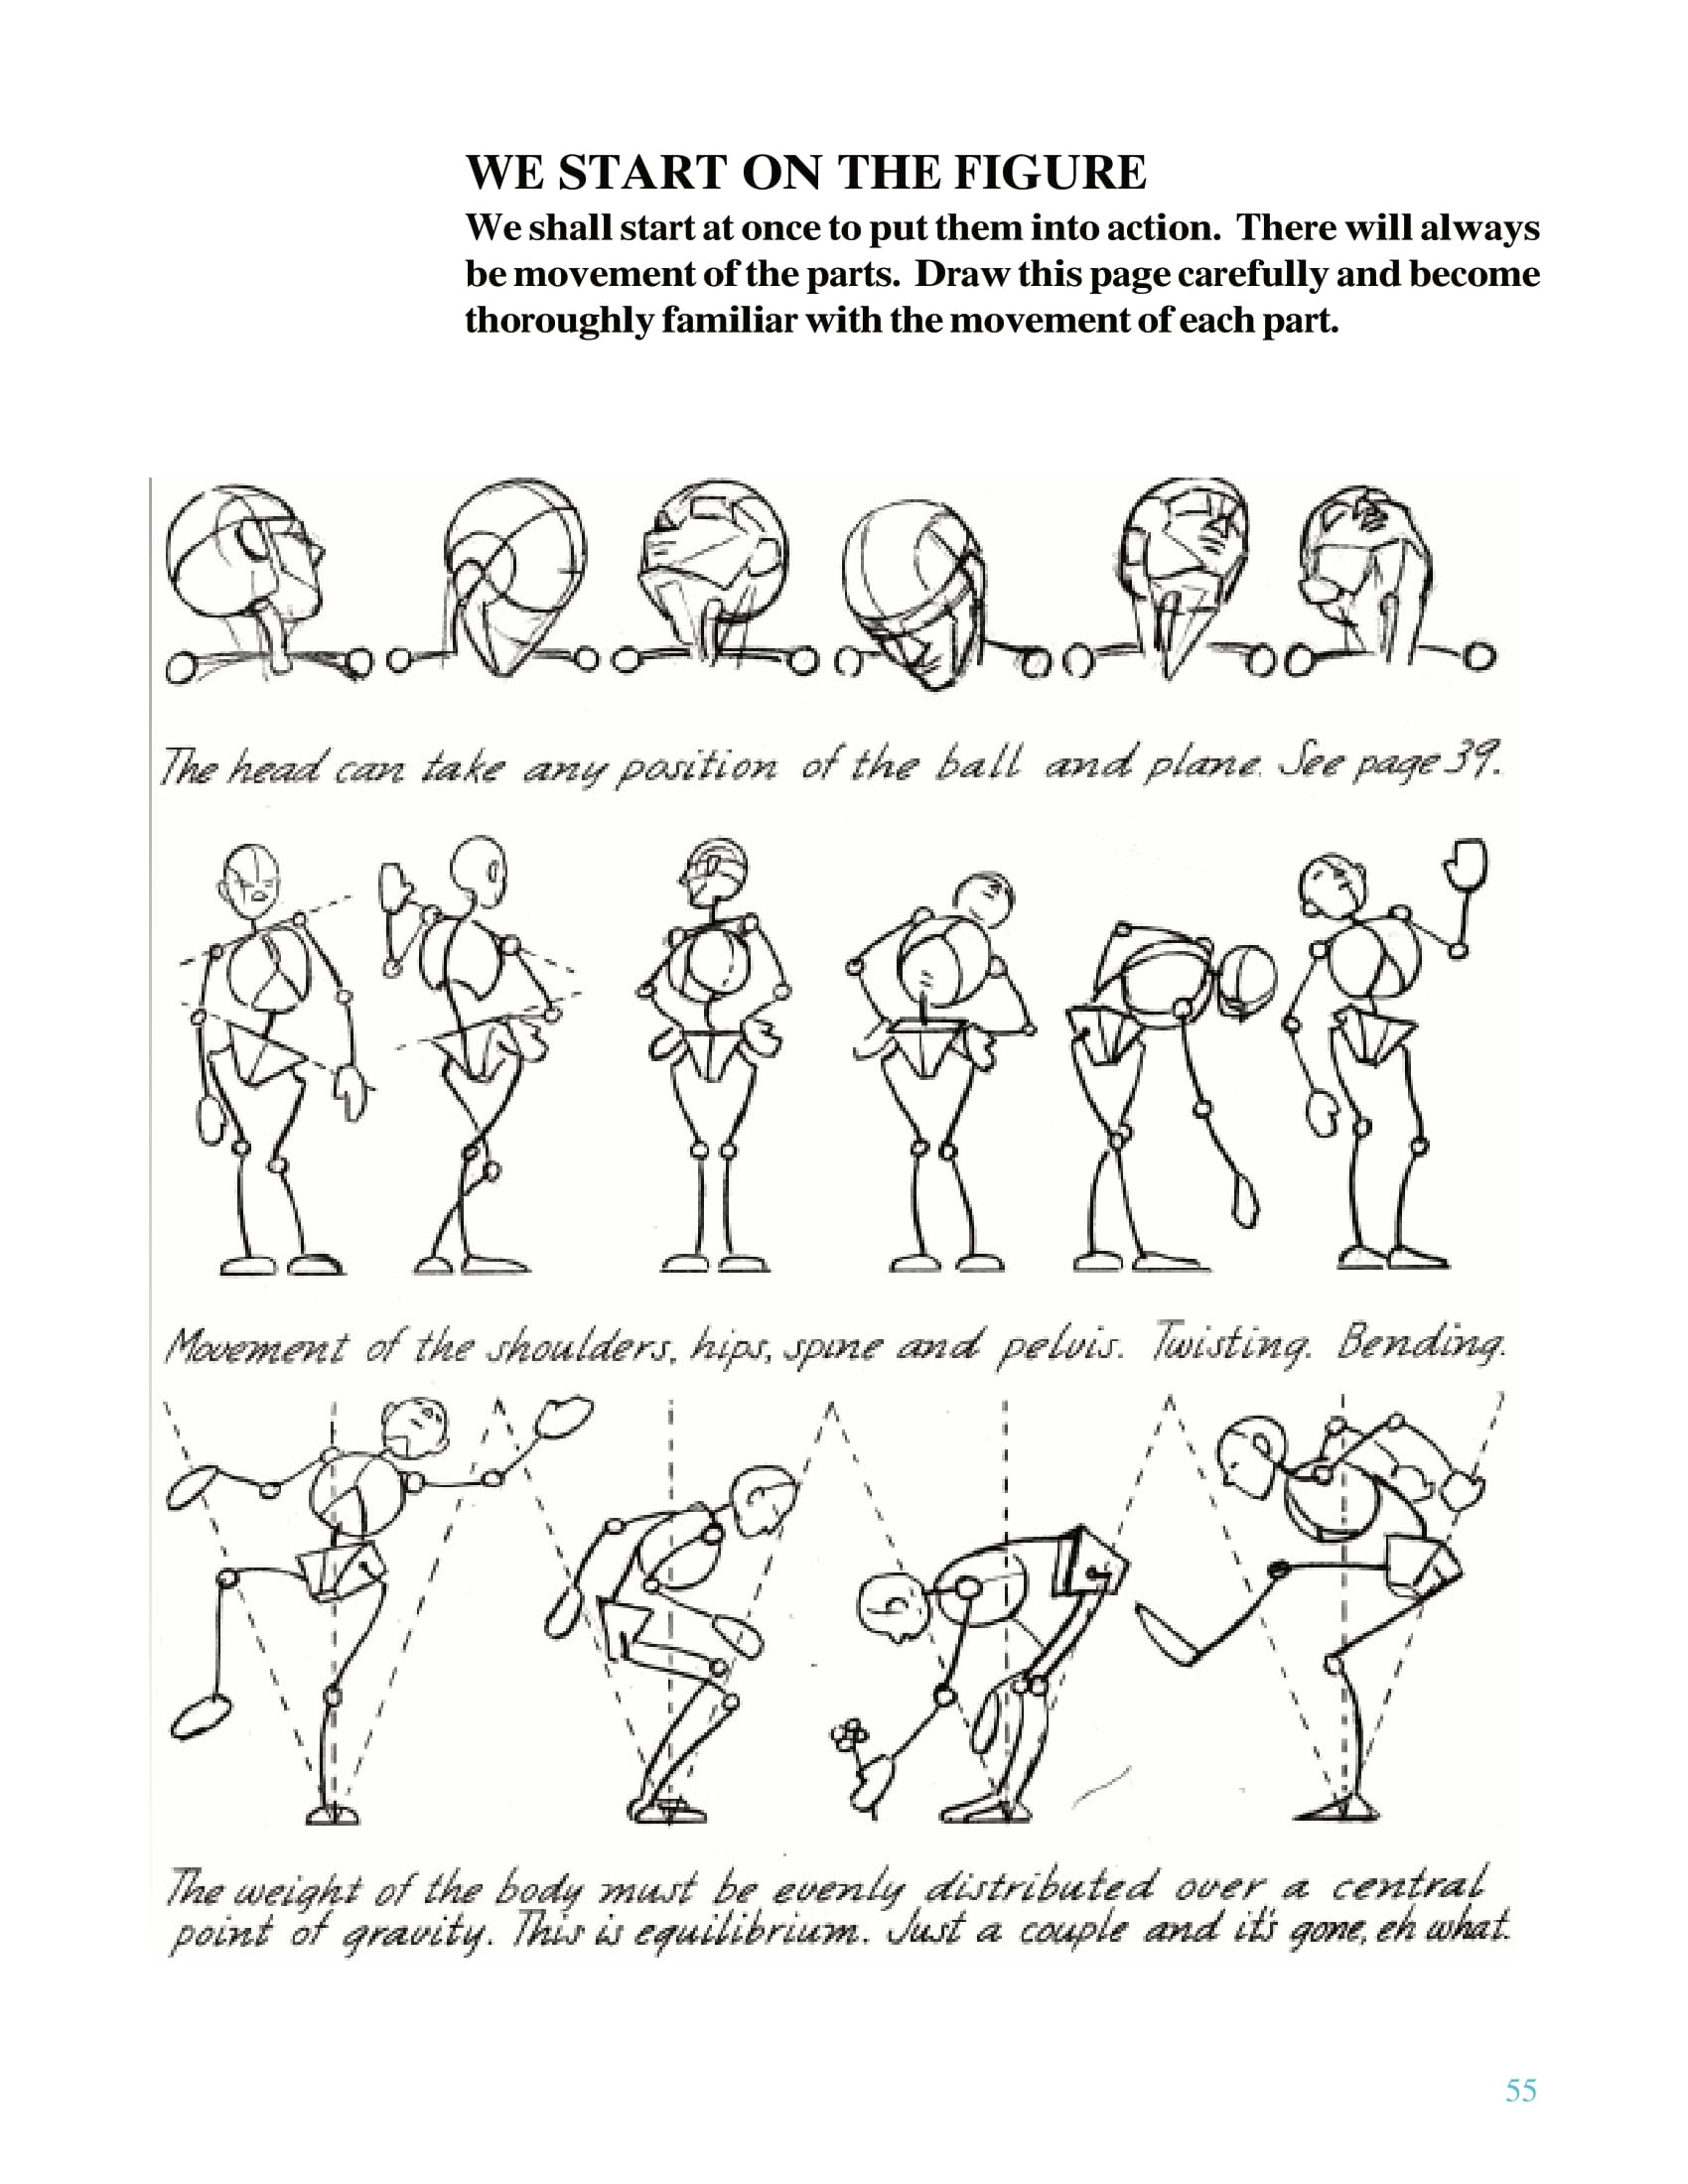 WE START ON THE FIGURE
We shall start at once to put them into action. There will always
be movement of the parts. Draw this page carefully and become
thoroughly familiar with the movement of each part.
The head can take any position of the ball and plane. See page 39.
Movement of the shoulders, hips, spine and pelvis. Twisting. Bending.
The weight of the body must be evenly distributed over a central
point of gravity. This is equilibrium. Just a couple and it's gone, eh what.
55